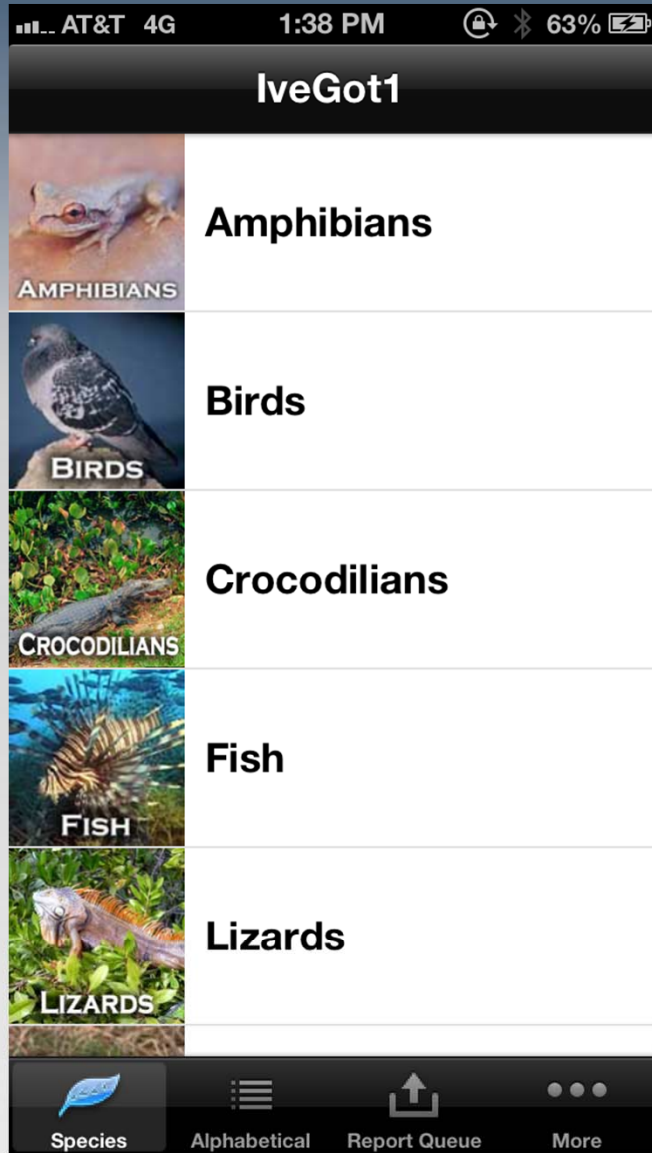 AT&T 4G 1:38 PM 63%
IveGot1
AMPHIBIANS
Amphibians
BIRDS
Birds
CROCODILIANS
Crocodilians
FISH
Fish
LIZARDS
Lizards
Species Alphabetical Report Queue More